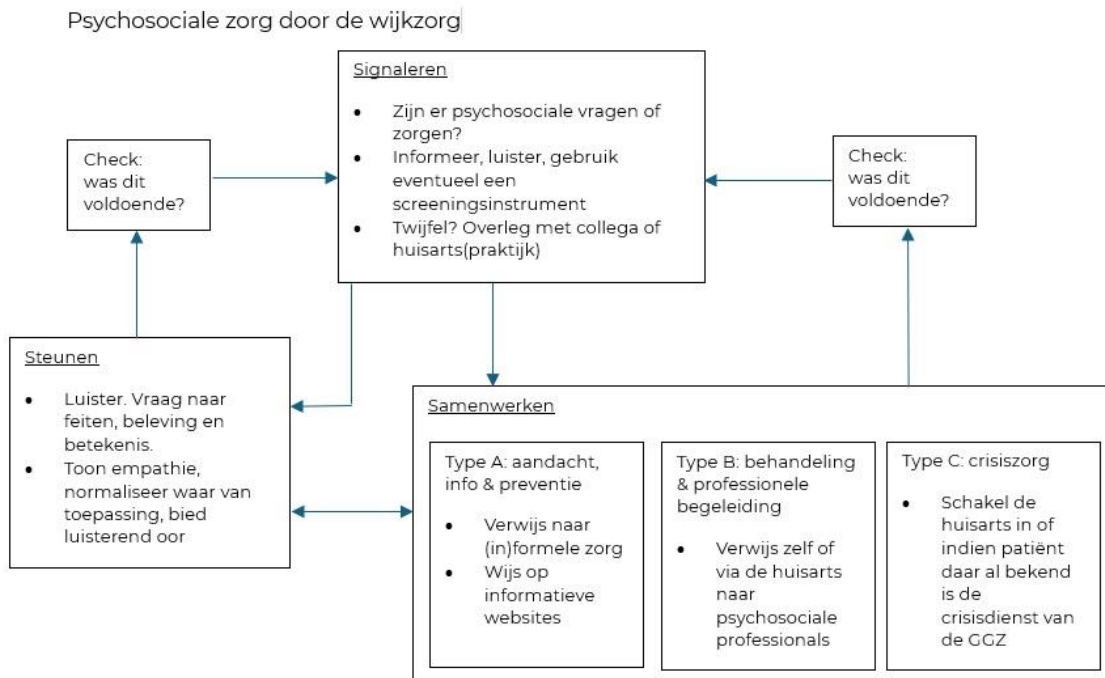 Psychosociale zorg door de wijkzorg
Signaleren
• Zijn er psychosociale vragen of
zorgen?
• Informeer, luister, gebruik
eventueel een
screeningsinstrument
• Twijfel? Overleg met collega of
huisarts(praktijk)
Check:
was dit
voldoende?
Check:
was dit
voldoende?
Steunen
• Luister. Vraag naar
feiten, beleving en
betekenis.
• Toon empathie,
normaliseer waar van
toepassing, bied
luisterend oor
Samenwerken
Type A: aandacht,
info & preventie
• Verwijs naar
(in)formele zorg
• Wijs op
informatieve
websites
Type B: behandeling
& professionele
begeleiding
• Verwijs zelf of
via de huisarts
naar
psychosociale
professionals
Type C: crisiszorg
• Schakel de
huisarts in of
indien patiënt
daar al bekend
is de
crisisdienst van
de GGZ